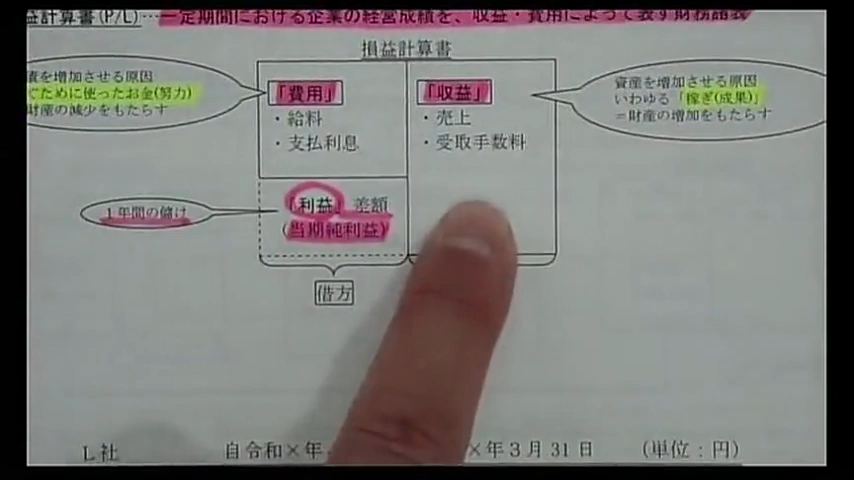 益計算書(P/L)…一定期間における企業の経営成績を、収益・費用によって表す財務諸表
損益計算書
債を増加させる原因
ぐために使ったお金(努力)
財産の減少をもたらす
「費用」
・給料
・支払利息
「収益」
・売上
・受取手数料
資産を増加させる原因
いわゆる「稼ぎ(成果)」
＝財産の増加をもたらす
1年間の儲け
「利益」差額
(当期純利益)
借方
L社 自令和×年 ×年3月31日 (単位：円)